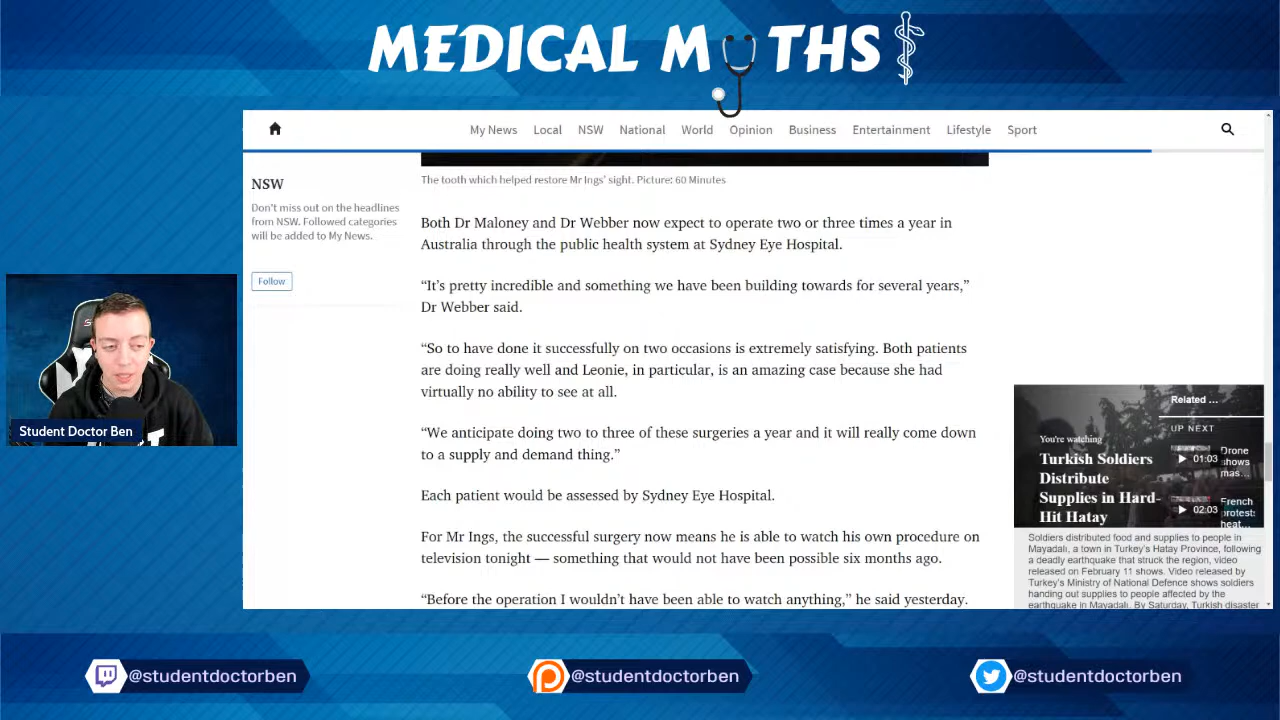 MEDICAL MYTHS
My News Local NSW National World Opinion Business Entertainment Lifestyle Sport
NSW
Don't miss out on the headlines
from NSW. Followed categories
will be added to My News.
Follow
The tooth which helped restore Mr Ings' sight. Picture: 60 Minutes
Both Dr Maloney and Dr Webber now expect to operate two or three times a year in
Australia through the public health system at Sydney Eye Hospital.
“It's pretty incredible and something we have been building towards for several years,”
Dr Webber said.
“So to have done it successfully on two occasions is extremely satisfying. Both patients
are doing really well and Leonie, in particular, is an amazing case because she had
virtually no ability to see at all.
“We anticipate doing two to three of these surgeries a year and it will really come down
to a supply and demand thing.”
Each patient would be assessed by Sydney Eye Hospital.
For Mr Ings, the successful surgery now means he is able to watch his own procedure on
television tonight — something that would not have been possible six months ago.
“Before the operation I wouldn't have been able to watch anything,” he said yesterday.
Related ...
UP NEXT
You're watching
Turkish Soldiers
Distribute
Supplies in Hard-
Hit Hatay
01:03
Drone
shows
mas...
02:03
French
protest:
heat...
Soldiers distributed food and supplies to people in
Mayadalı, a town in Turkey's Hatay Province, following
a deadly earthquake that struck the region, video
released on February 11 shows. Video released by
Turkey's Ministry of National Defence shows soldiers
handing out supplies to people affected by the
earthquake in Mayadalı. By Saturday, Turkish disaster
Student Doctor Ben
@studentdoctorben
@studentdoctorben
@studentdoctorben